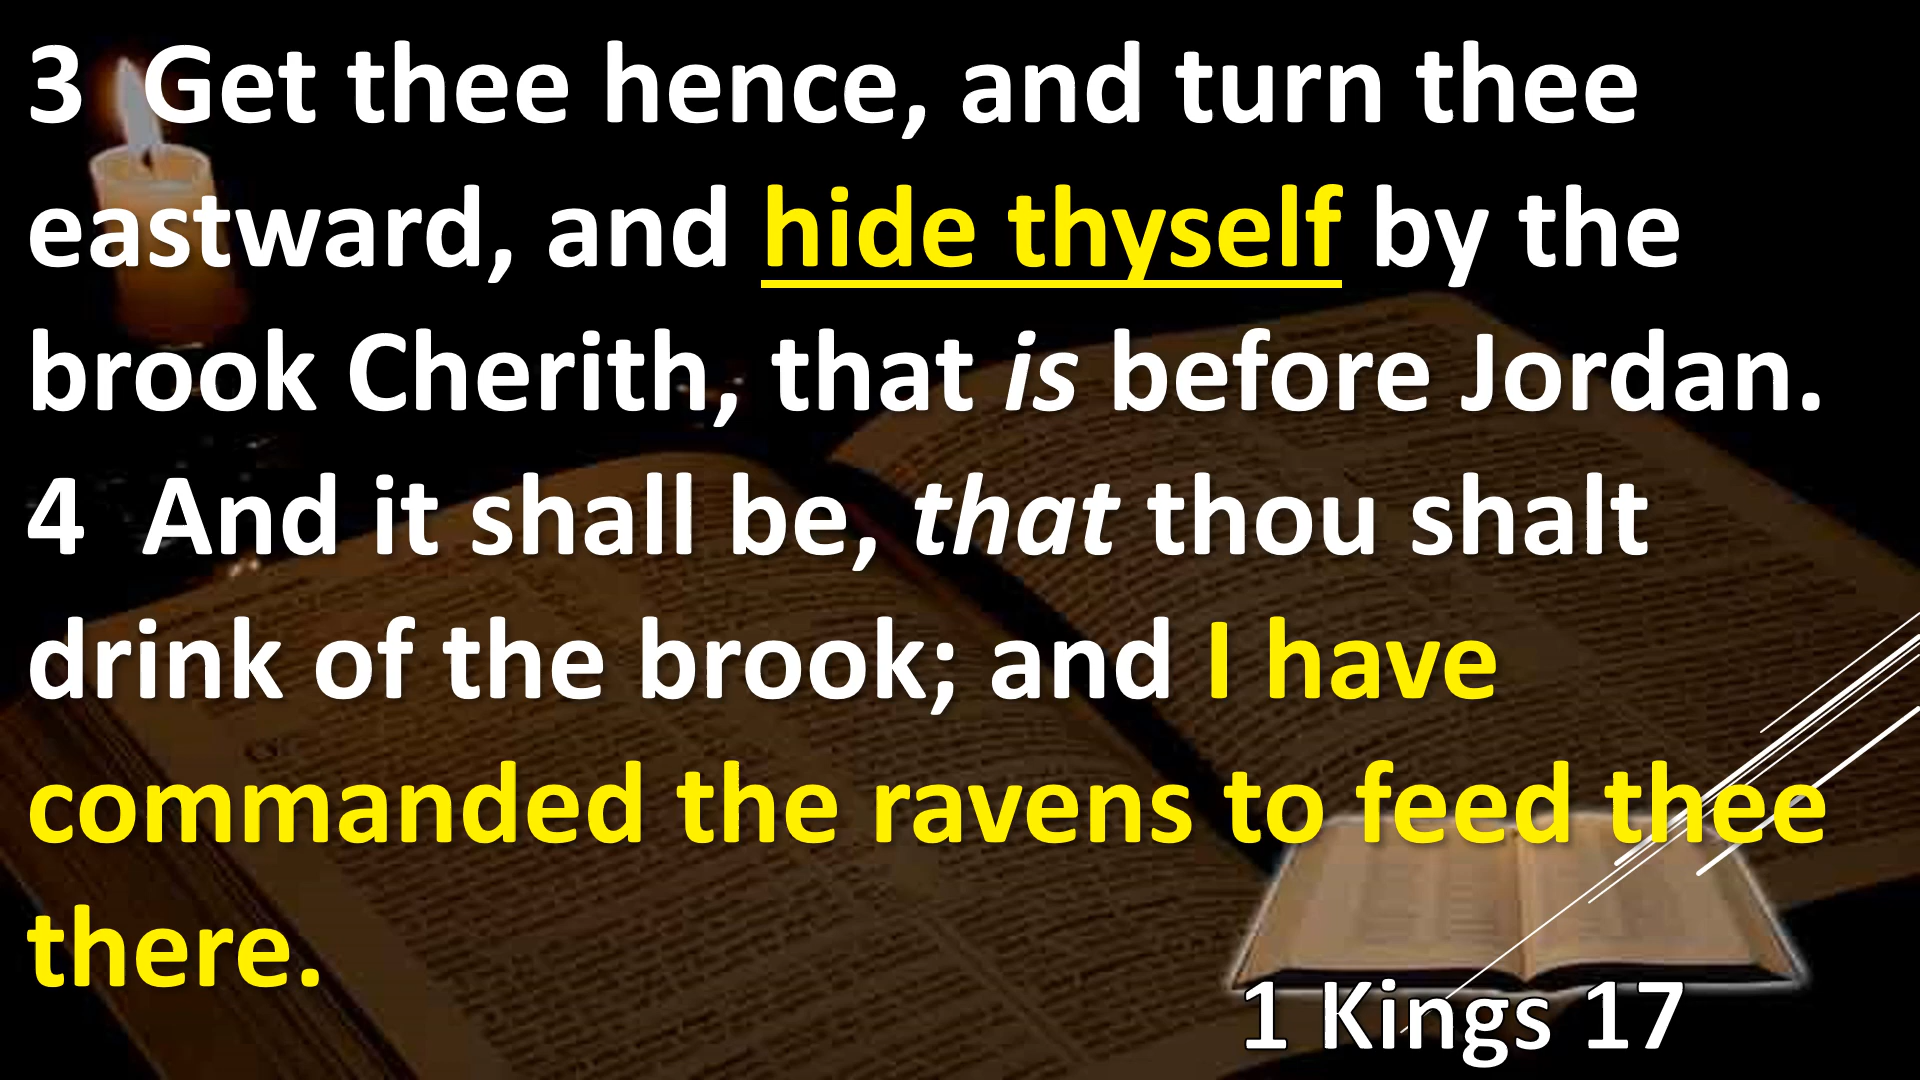 3 Get thee hence, and turn thee
eastward, and hide thyself by the
brook Cherith, that is before Jordan.
4 And it shall be, that thou shalt
drink of the brook; and I have
commanded the ravens to feed thee
there.
1 Kings 17